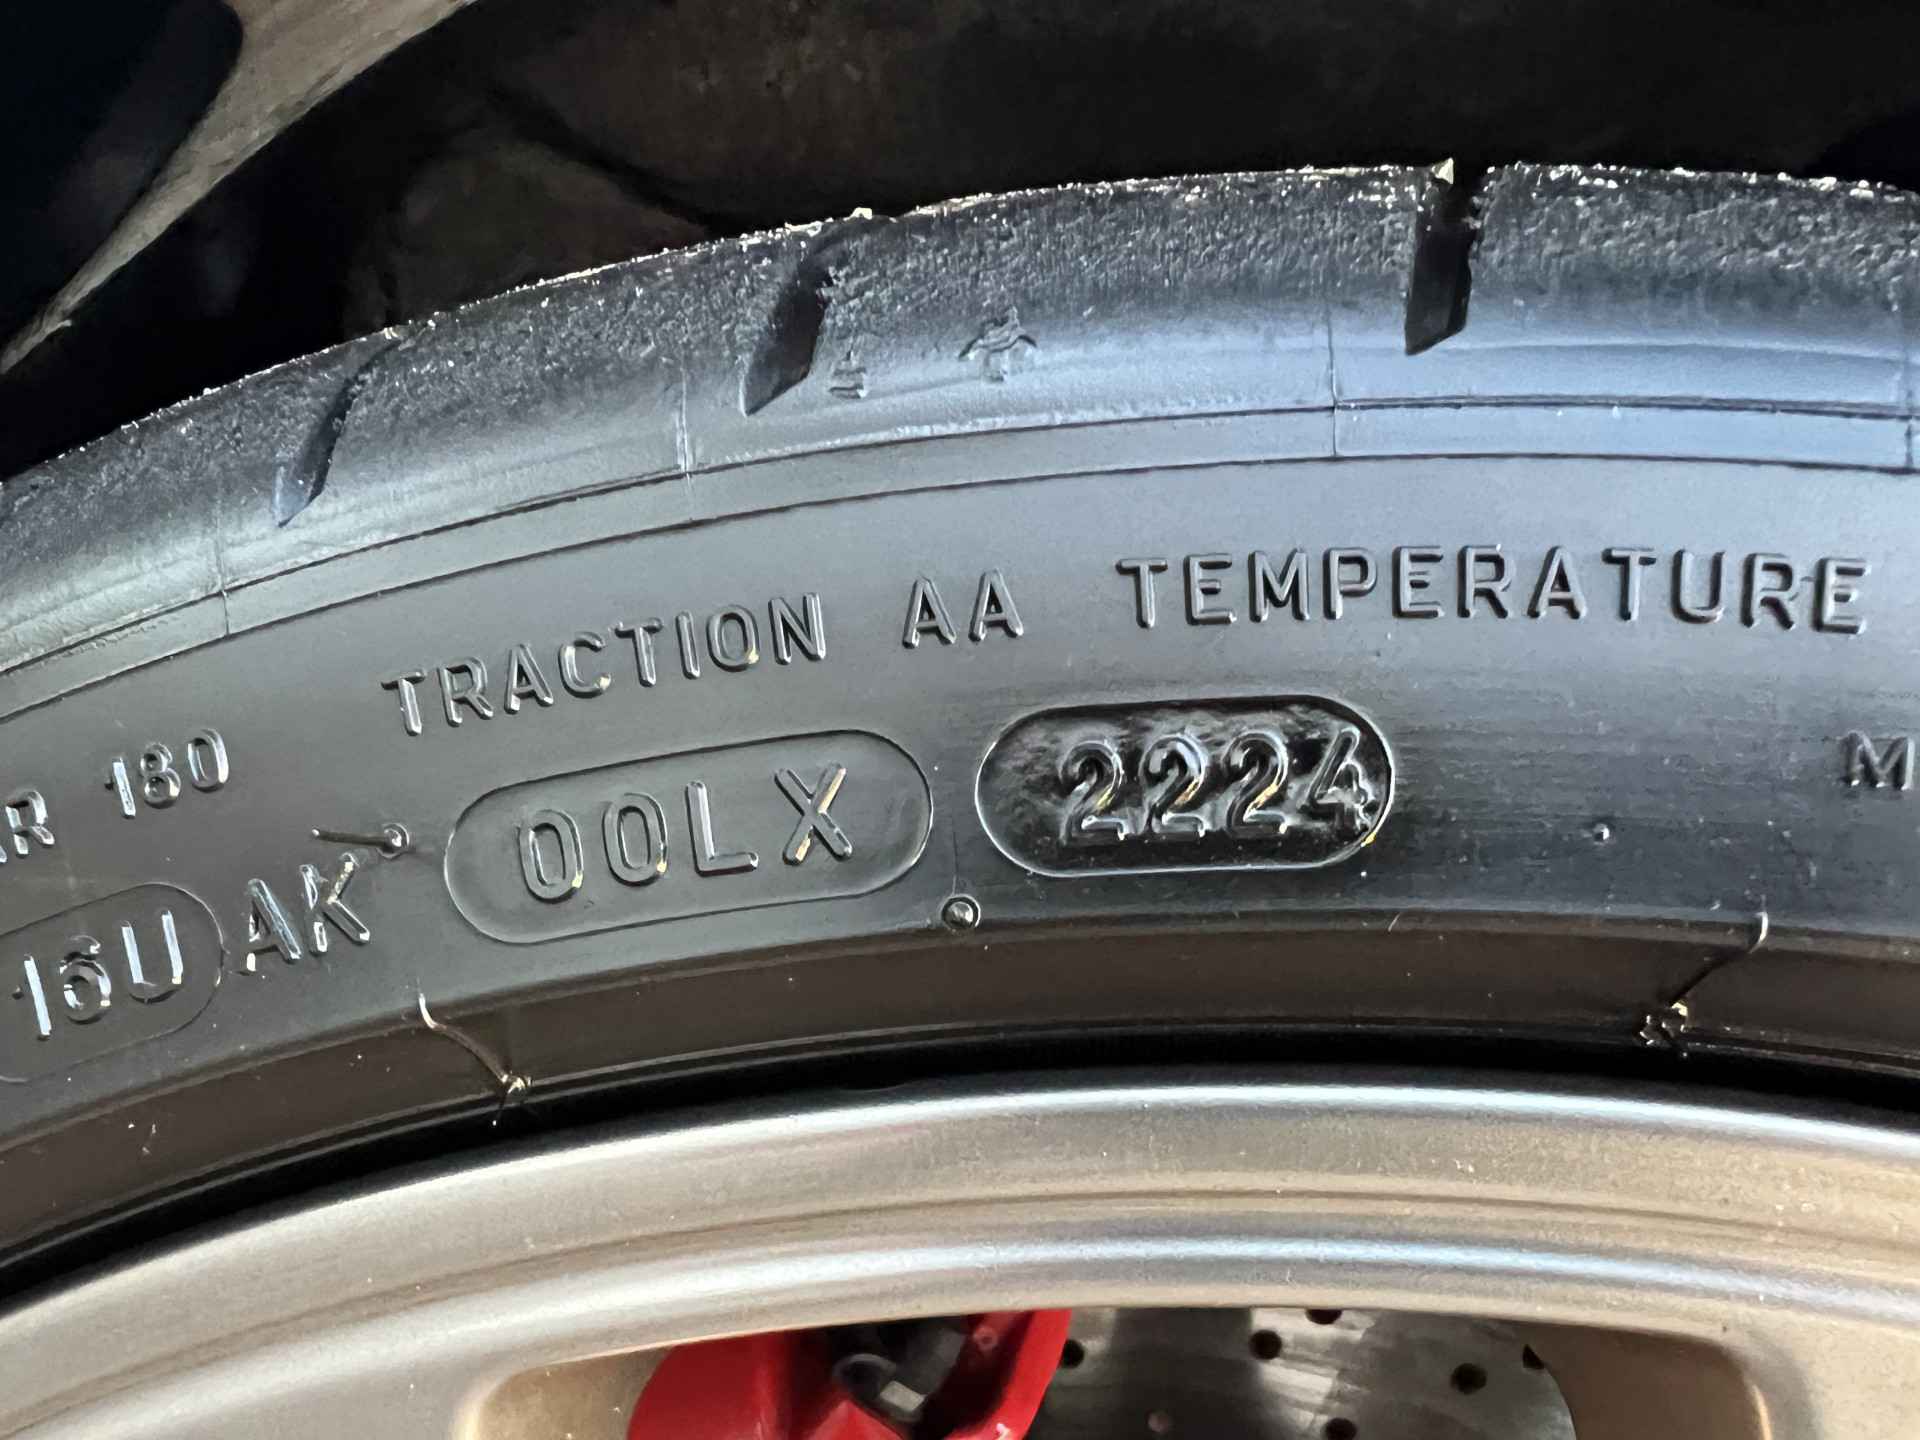 TRACTION AA TEMPERATURE
180
16U AK 00LX 2224
M